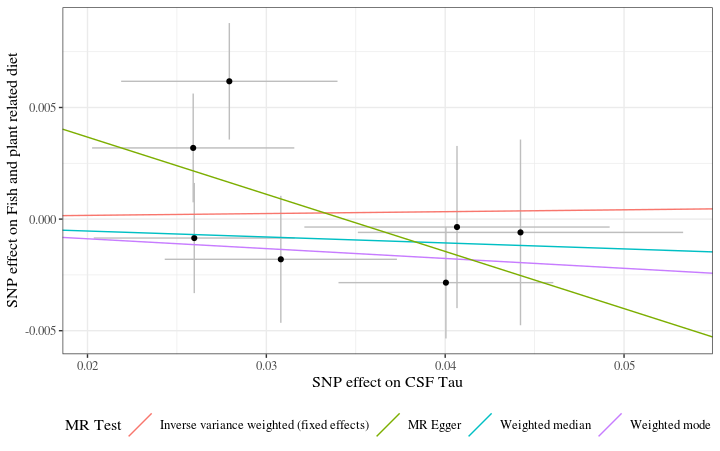 SNP effect on Fish and plant related diet
0.005
0.000
-0.005
0.02
0.03
0.04
0.05
SNP effect on CSF Tau
MR Test
Inverse variance weighted (fixed effects)
MR Egger
Weighted median
Weighted mode